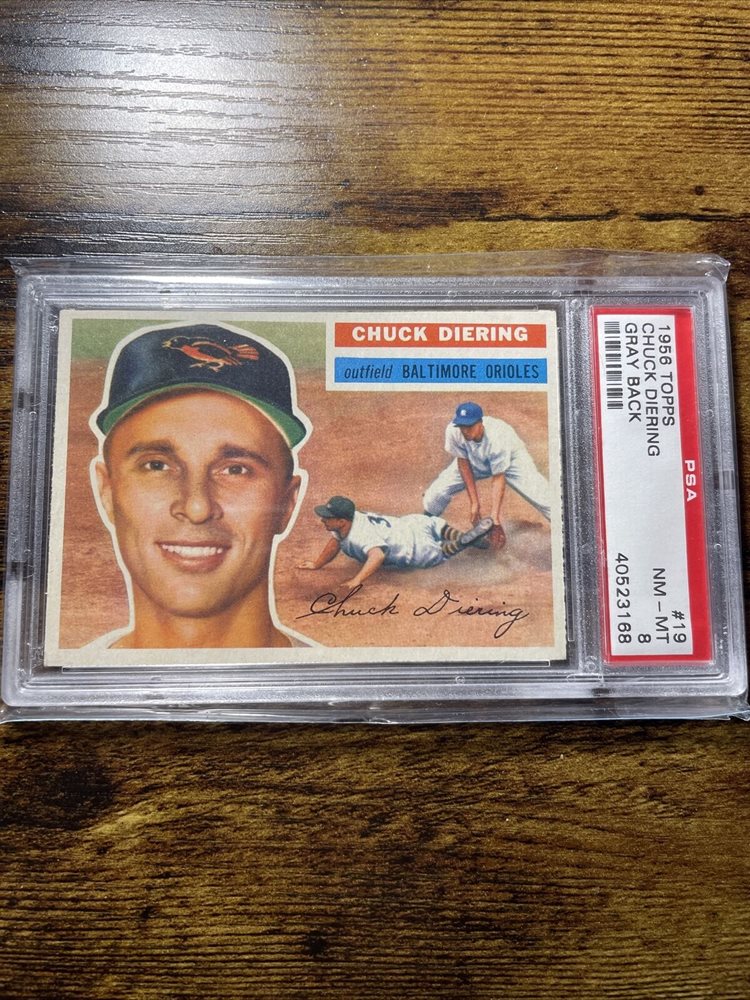 CHUCK DIERING
outfield BALTIMORE ORIOLES
3
Chuck Diering
1956 TOPPS #19
CHUCK DIERING NM - MT 8
GRAY BACK
40523168
PSA